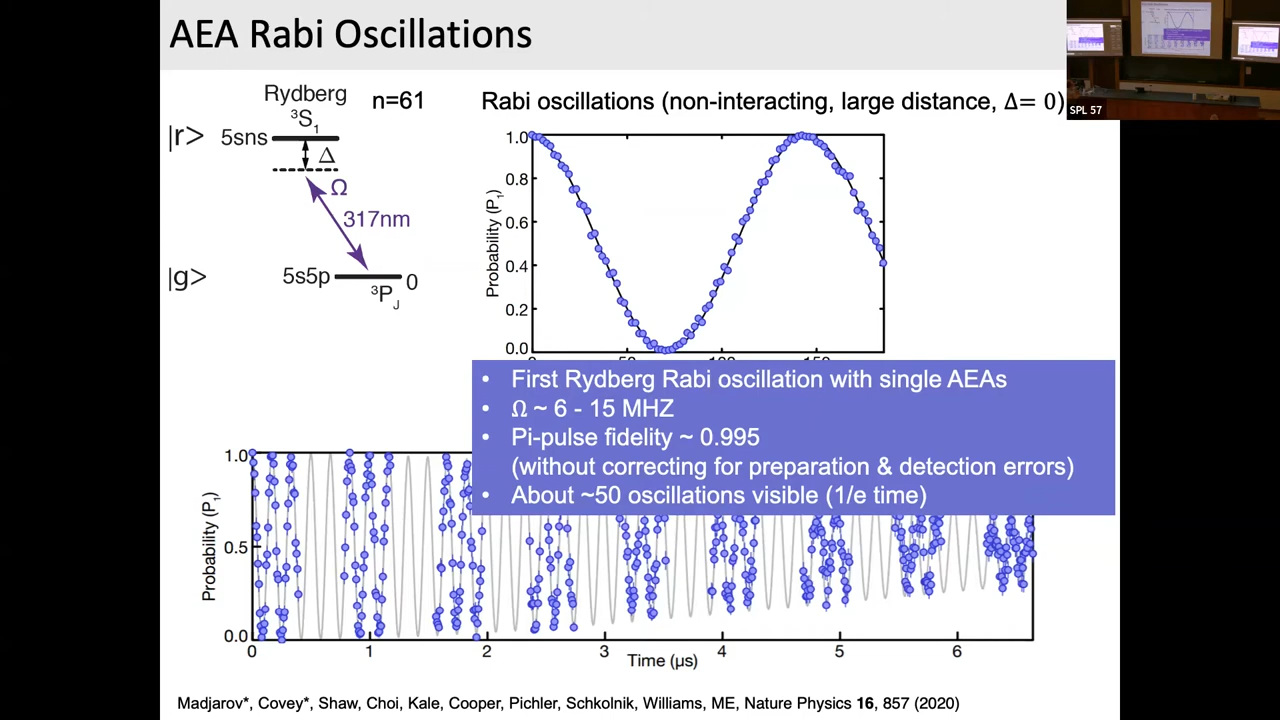 AEA Rabi Oscillations
SPL 57
Rydberg
³S₁
n=61
|r>
5sns
Δ
Ω
317nm
|g>
5s5p
0
³P_J
Rabi oscillations (non-interacting, large distance, Δ= 0)
1.0
0.8
0.6
0.4
0.2
0.0
Probability (P₁)
• First Rydberg Rabi oscillation with single AEAs
• Ω ~ 6 - 15 MHZ
• Pi-pulse fidelity ~ 0.995
(without correcting for preparation & detection errors)
• About ~50 oscillations visible (1/e time)
1.0
0.5
0.0
Probability (P₁)
0 1 2 3 4 5 6
Time (µs)
Madjarov*, Covey*, Shaw, Choi, Kale, Cooper, Pichler, Schkolnik, Williams, ME, Nature Physics 16, 857 (2020)